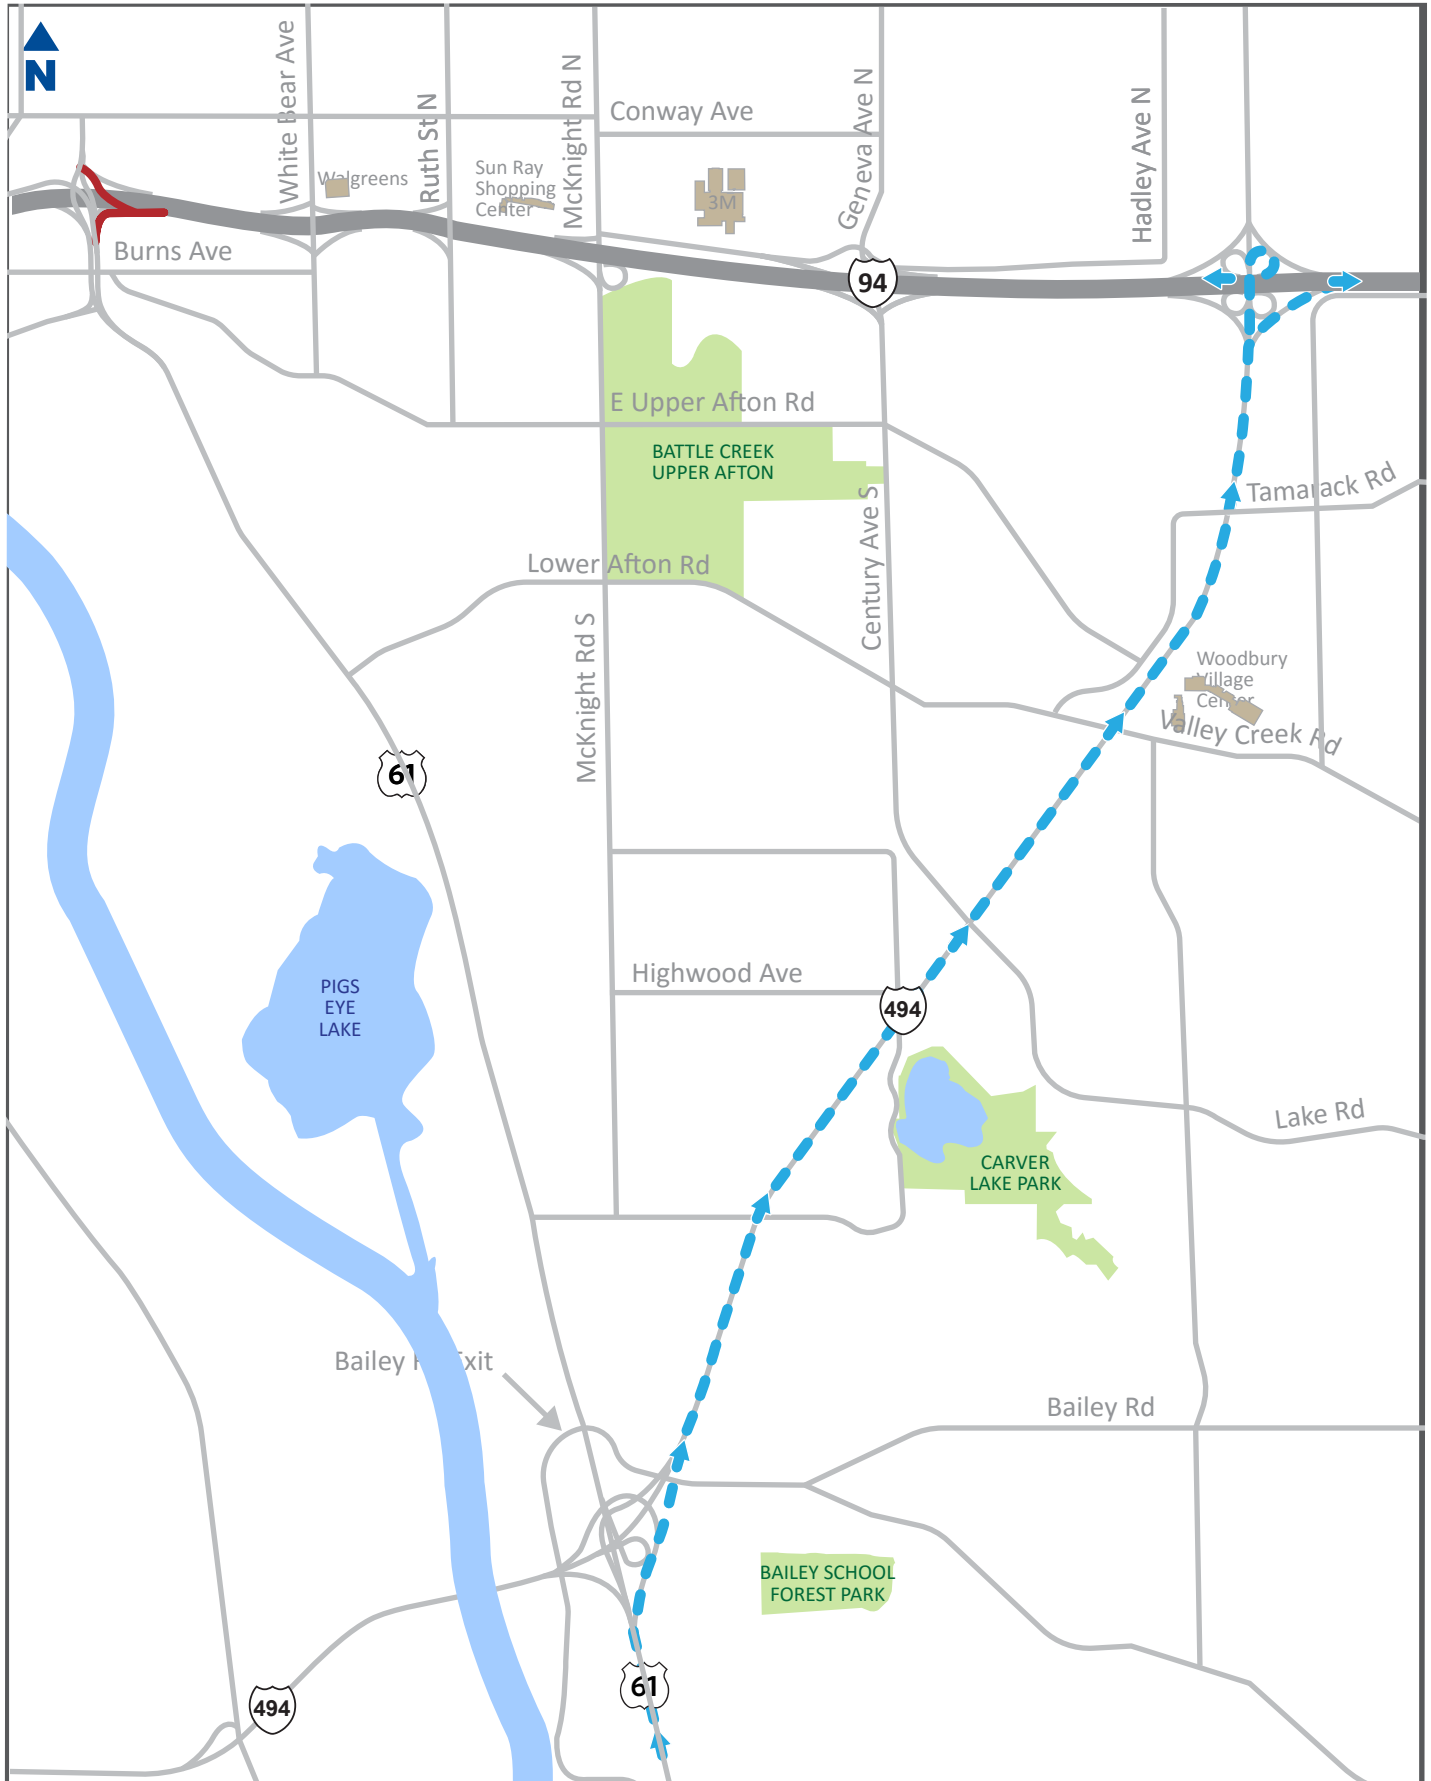 N
White Bear Ave
Ruth St N
McKnight Rd N
Conway Ave
Geneva Ave N
Hadley Ave N
Walgreens
Sun Ray
Shopping
Center
3M
Burns Ave
94
E Upper Afton Rd
BATTLE CREEK
UPPER AFTON
Tamarack Rd
Century Ave S
Lower Afton Rd
McKnight Rd S
Woodbury
Village
Center
Valley Creek Rd
61
Highwood Ave
PIGS
EYE
LAKE
494
Lake Rd
CARVER
LAKE PARK
Bailey Exit
Bailey Rd
BAILEY SCHOOL
FOREST PARK
61
494